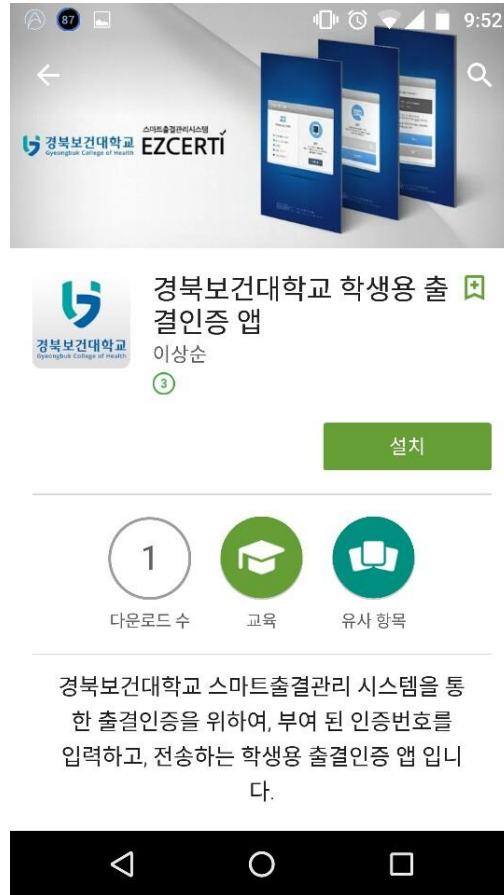 87
9:52
경북보건대학교
Gyeongbuk College of Health
스마트출결관리시스템
EZCERTI
경북보건대학교 학생용 출
결인증 앱
이상순
3
경북보건대학교
Gyeongbuk College of Health
설치
1
다운로드 수
교육
유사 항목
경북보건대학교 스마트출결관리 시스템을 통
한 출결인증을 위하여, 부여 된 인증번호를
입력하고, 전송하는 학생용 출결인증 앱 입니
다.